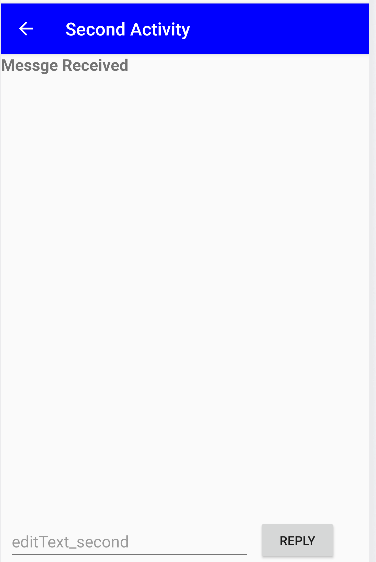 Second Activity
Messge Received
editText_second
REPLY